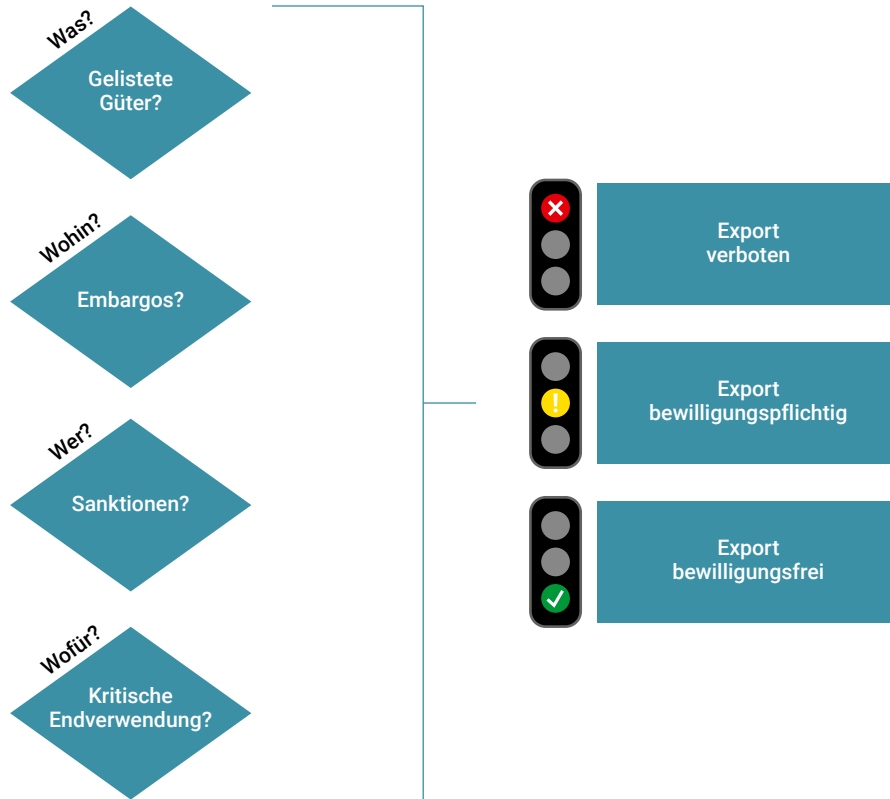 Was?
Gelistete
Güter?
Wohin?
Embargos?
Wer?
Sanktionen?
Wofür?
Kritische
Endverwendung?
Export
verboten
Export
bewilligungspflichtig
Export
bewilligungsfrei